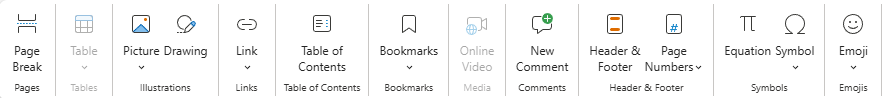 Page Break
Table
Picture
Drawing
Link
Table of Contents
Bookmarks
Online Video
New Comment
Header & Footer
#
Page Numbers
Equation
Symbol
Emoji
Pages
Tables
Illustrations
Links
Table of Contents
Bookmarks
Media
Comments
Header & Footer
Symbols
Emojis